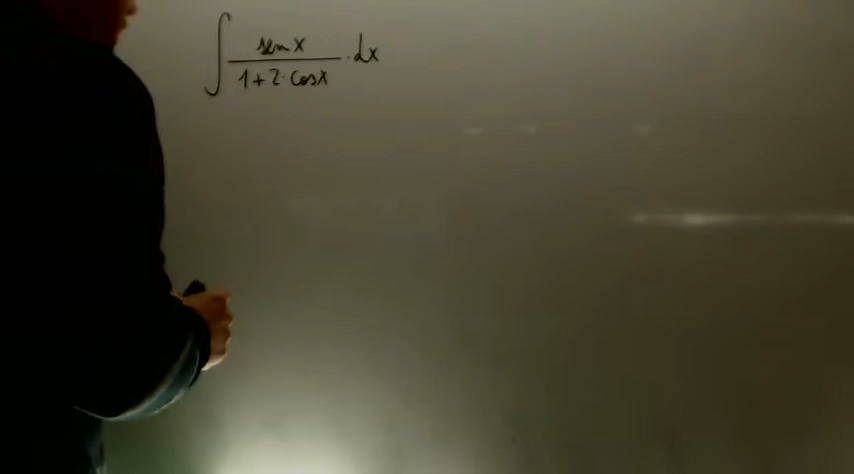 ∫ sen x / 1 + 2 · cos x · dx